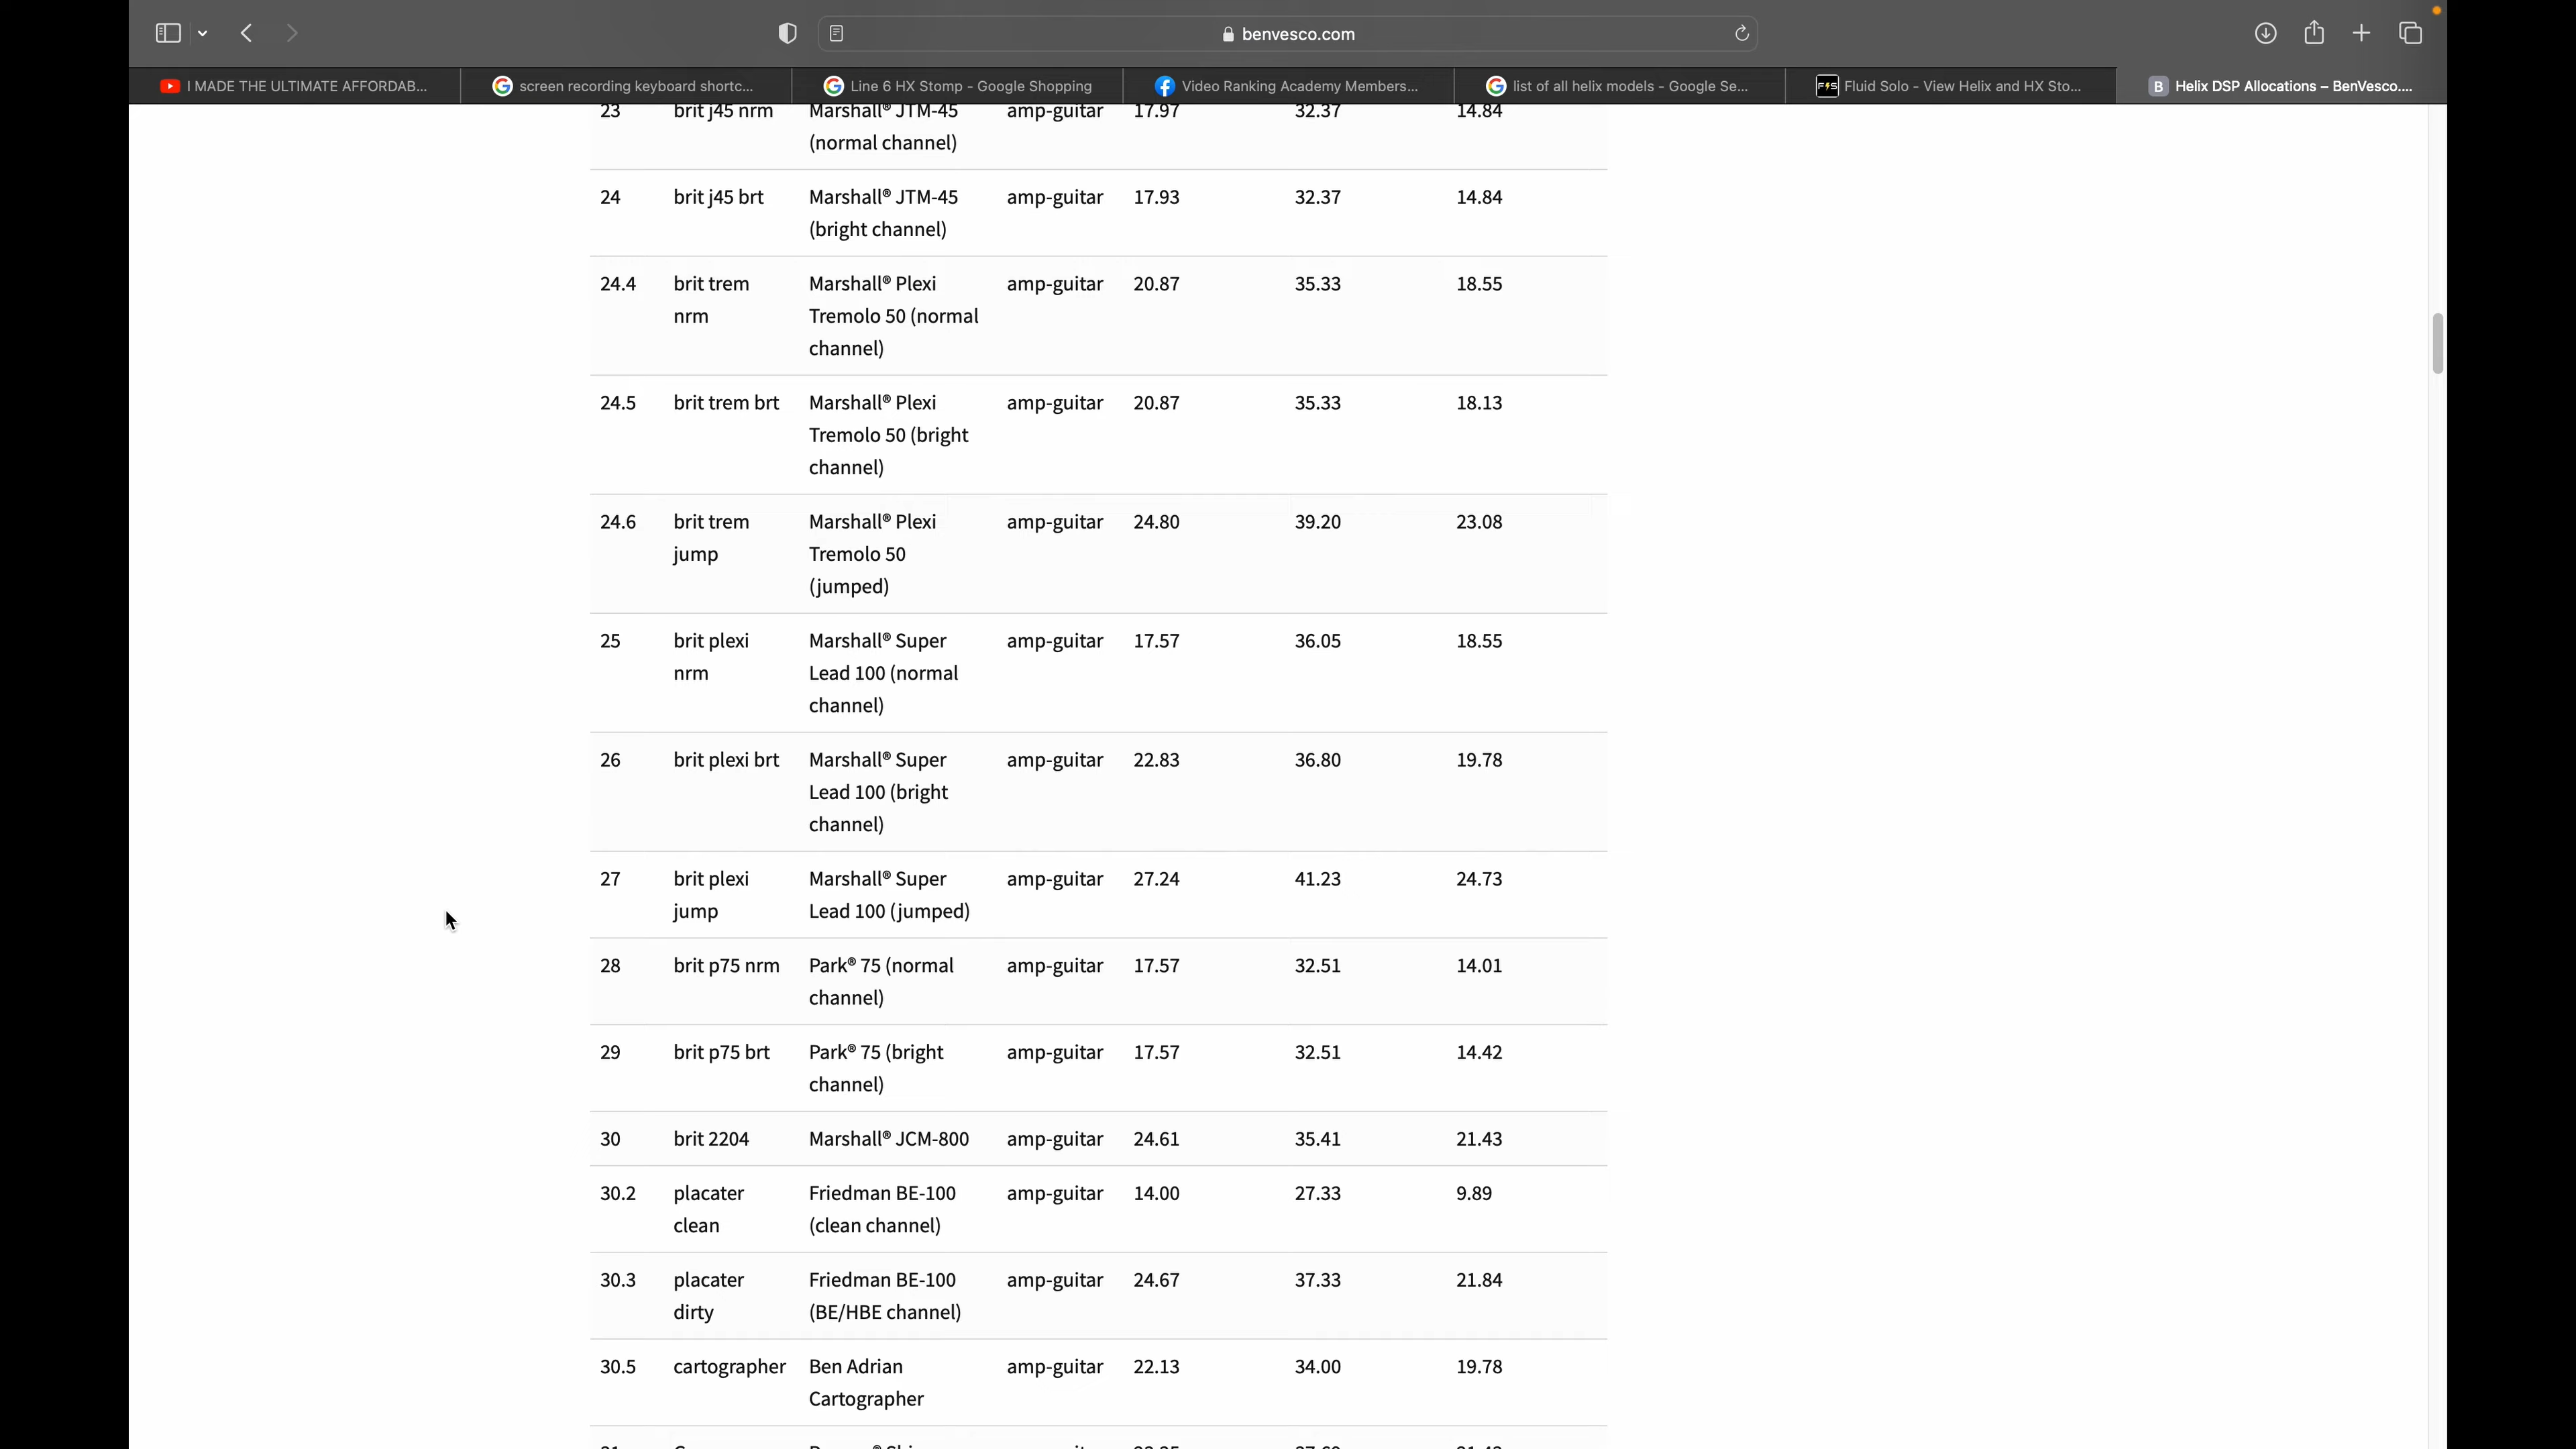 benvesco.com
I MADE THE ULTIMATE AFFORDAB...
screen recording keyboard shortc...
Line 6 HX Stomp - Google Shopping
Video Ranking Academy Members...
list of all helix models - Google Se...
F⚡S Fluid Solo - View Helix and HX Sto...
B Helix DSP Allocations – BenVesco....
23 brit j45 nrm Marshall® JTM-45 amp-guitar 17.97 32.37 14.84
(normal channel)
24 brit j45 brt Marshall® JTM-45 amp-guitar 17.93 32.37 14.84
(bright channel)
24.4 brit trem Marshall® Plexi amp-guitar 20.87 35.33 18.55
nrm Tremolo 50 (normal
channel)
24.5 brit trem brt Marshall® Plexi amp-guitar 20.87 35.33 18.13
Tremolo 50 (bright
channel)
24.6 brit trem Marshall® Plexi amp-guitar 24.80 39.20 23.08
jump Tremolo 50
(jumped)
25 brit plexi Marshall® Super amp-guitar 17.57 36.05 18.55
nrm Lead 100 (normal
channel)
26 brit plexi brt Marshall® Super amp-guitar 22.83 36.80 19.78
Lead 100 (bright
channel)
27 brit plexi Marshall® Super amp-guitar 27.24 41.23 24.73
jump Lead 100 (jumped)
28 brit p75 nrm Park® 75 (normal amp-guitar 17.57 32.51 14.01
channel)
29 brit p75 brt Park® 75 (bright amp-guitar 17.57 32.51 14.42
channel)
30 brit 2204 Marshall® JCM-800 amp-guitar 24.61 35.41 21.43
30.2 placater Friedman BE-100 amp-guitar 14.00 27.33 9.89
clean (clean channel)
30.3 placater Friedman BE-100 amp-guitar 24.67 37.33 21.84
dirty (BE/HBE channel)
30.5 cartographer Ben Adrian amp-guitar 22.13 34.00 19.78
Cartographer